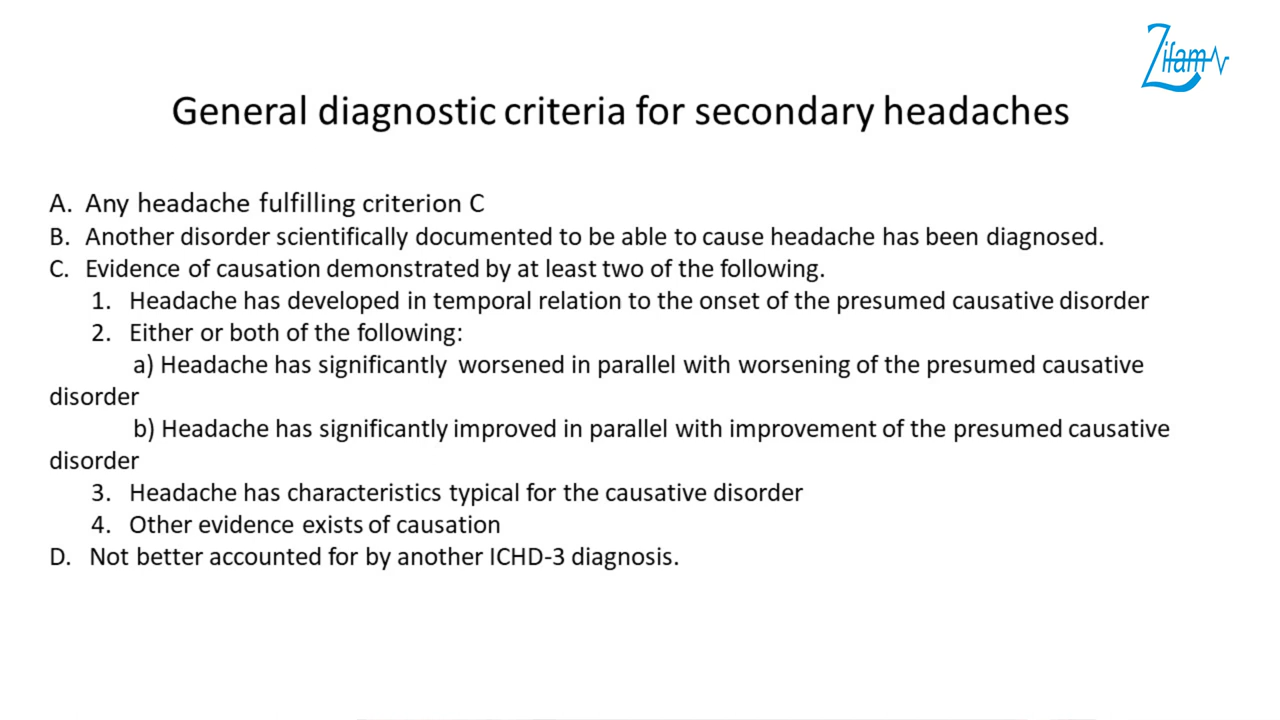 Zifam
General diagnostic criteria for secondary headaches
A. Any headache fulfilling criterion C
B. Another disorder scientifically documented to be able to cause headache has been diagnosed.
C. Evidence of causation demonstrated by at least two of the following.
1. Headache has developed in temporal relation to the onset of the presumed causative disorder
2. Either or both of the following:
a) Headache has significantly worsened in parallel with worsening of the presumed causative
disorder
b) Headache has significantly improved in parallel with improvement of the presumed causative
disorder
3. Headache has characteristics typical for the causative disorder
4. Other evidence exists of causation
D. Not better accounted for by another ICHD-3 diagnosis.